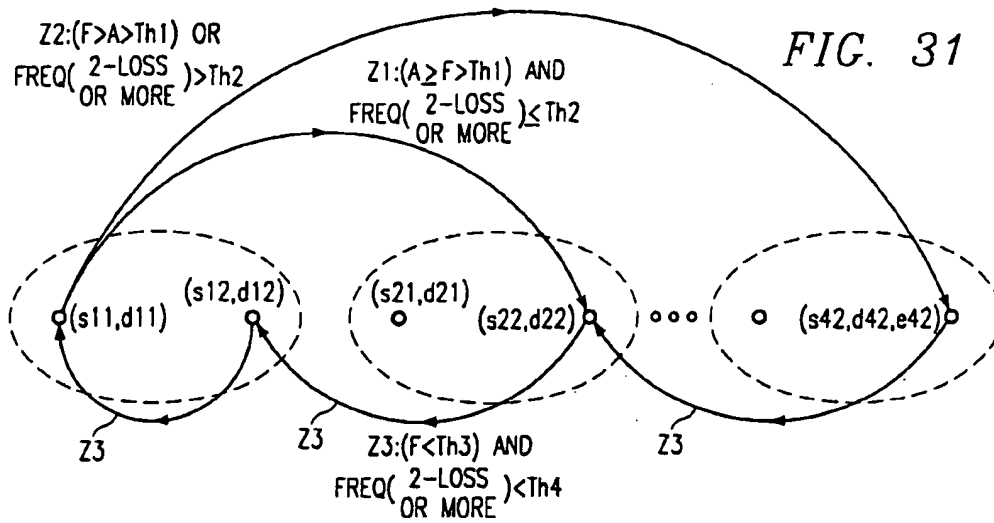 FIG. 31
Z2:(F>A>Th1) OR
FREQ(2-LOSS OR MORE)>Th2
Z1:(A≥F>Th1) AND
FREQ(2-LOSS OR MORE)≤Th2
(s11,d11)
(s12,d12)
(s21,d21)
(s22,d22)
(s42,d42,e42)
Z3
Z3
Z3
Z3:(F<Th3) AND
FREQ(2-LOSS OR MORE)<Th4